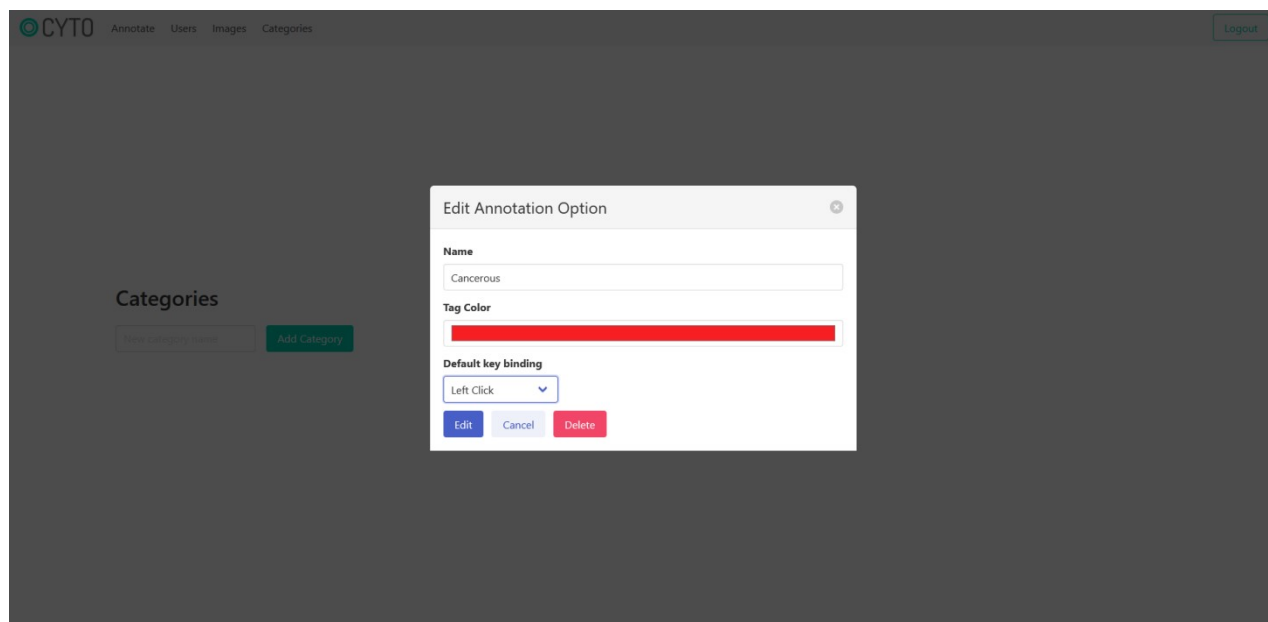 CYTO Annotate Users Images Categories Logout
Edit Annotation Option
Name
Cancerous
Categories
Tag Color
New category name Add Category
Default key binding
Left Click
Edit Cancel Delete